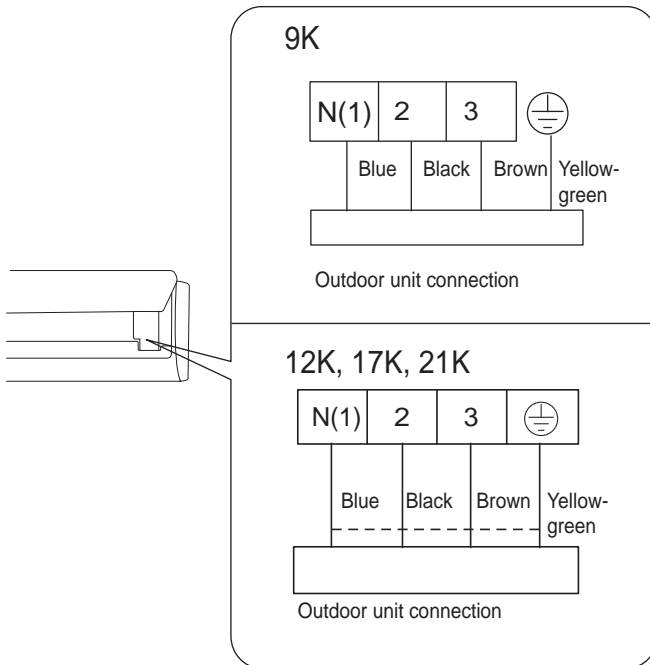 9K
N(1) 2 3
Blue Black Brown Yellow-
green
Outdoor unit connection
12K, 17K, 21K
N(1) 2 3
Blue Black Brown Yellow-
green
Outdoor unit connection